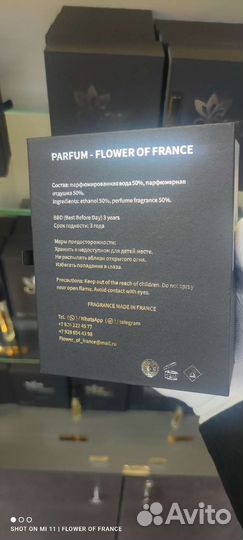 PARFUM - FLOWER OF FRANCE
Состав: парфюмированная вода 50%, парфюмерная
отдушка 50%.
Ingredients: ethanol 50%, perfume fragrance 50%.
BBD (Best Before Day) 3 years
Срок годности: 3 года
Меры предосторожности:
Хранить в недоступном для детей месте.
Не распылять вблизи открытого огня.
Избегать попадания в глаза.
Precautions: Keep out of the reach of children. Do not spray
near open flame. Avoid contact with eyes.
FRAGRANCE MADE IN FRANCE
Tel. / WhatsApp / telegram
Flower_of_france@mail.ru
SHOT ON MI 11 | FLOWER OF FRANCE
Avito